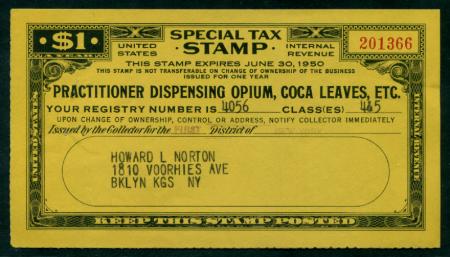 $1
A YEAR
SPECIAL TAX
UNITED STATES
STAMP
INTERNAL REVENUE
201366
THIS STAMP EXPIRES JUNE 30, 1950
THIS STAMP IS NOT TRANSFERABLE ON CHANGE OF OWNERSHIP OF THE BUSINESS
ISSUED FOR ONE YEAR
PRACTITIONER DISPENSING OPIUM, COCA LEAVES, ETC.
YOUR REGISTRY NUMBER IS 4056 CLASS(ES) 4&5
UPON CHANGE OF OWNERSHIP, CONTROL OR ADDRESS, NOTIFY COLLECTOR IMMEDIATELY
Issued by the Collector for the FIRST District of NEW YORK
UNITED STATES
INTERNAL REVENUE
HOWARD L NORTON
1810 VOORHIES AVE
BKLYN KGS NY
KEEP THIS STAMP POSTED